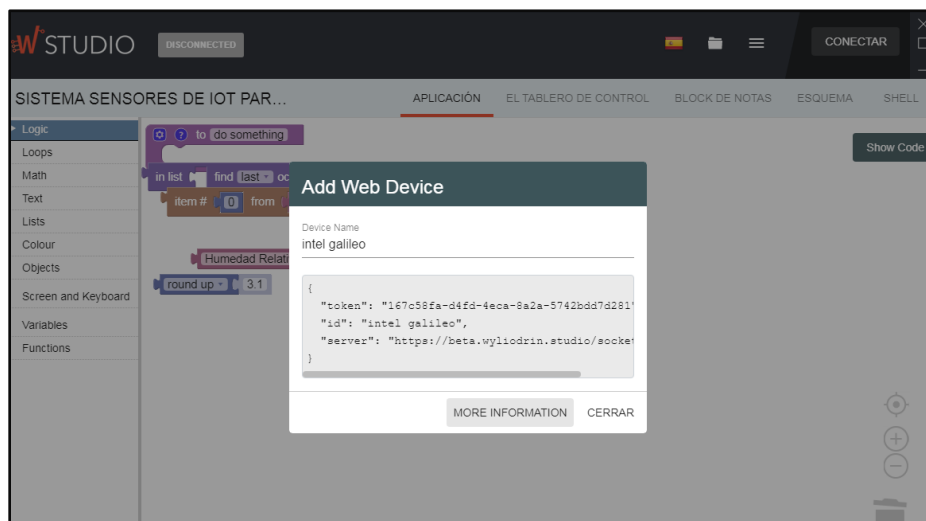 W STUDIO DISCONNECTED CONECTAR
SISTEMA SENSORES DE IOT PAR... APLICACIÓN EL TABLERO DE CONTROL BLOCK DE NOTAS ESQUEMA SHELL
Logic
Loops
Math
Text
Lists
Colour
Objects
Screen and Keyboard
Variables
Functions
? to do something
in list find last oc
item # 0 from
Humedad Relati
round up 3.1
Show Code
Add Web Device
Device Name
intel galileo
{
"token": "167c58fa-d4fd-4eca-8a2a-5742bdd7d281"
"id": "intel galileo",
"server": "https://beta.wyliodrin.studio/socket
}
MORE INFORMATION CERRAR